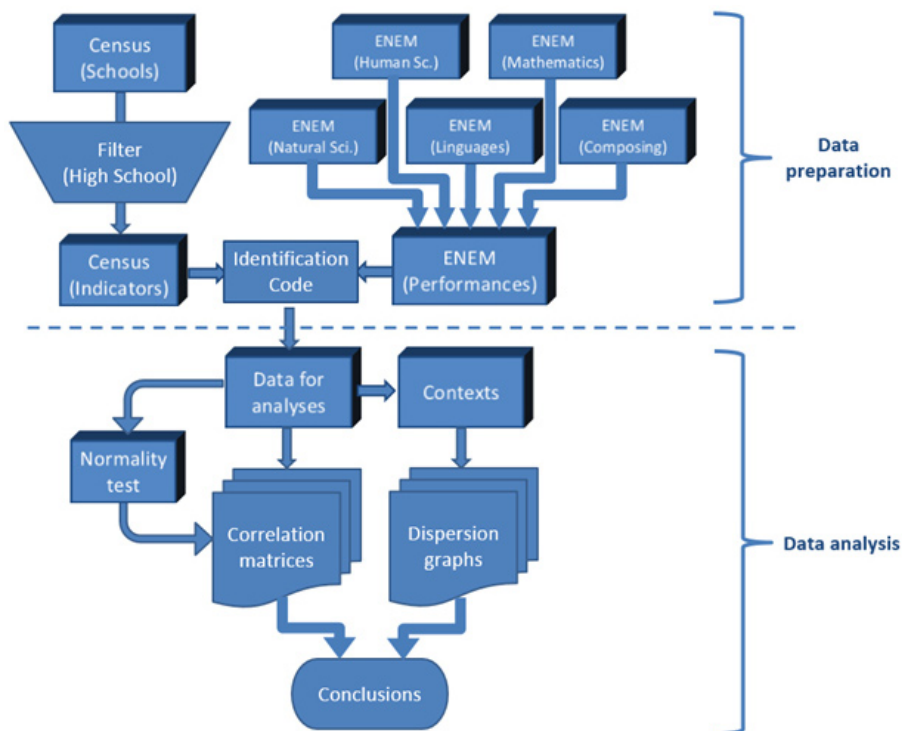 Census
(Schools)
ENEM
(Human Sc.)
ENEM
(Mathematics)
ENEM
(Natural Sci.)
ENEM
(Linguages)
ENEM
(Composing)
Filter
(High School)
Data
preparation
Census
(Indicators)
Identification
Code
ENEM
(Performances)
Data for
analyses
Contexts
Normality
test
Correlation
matrices
Dispersion
graphs
Data analysis
Conclusions